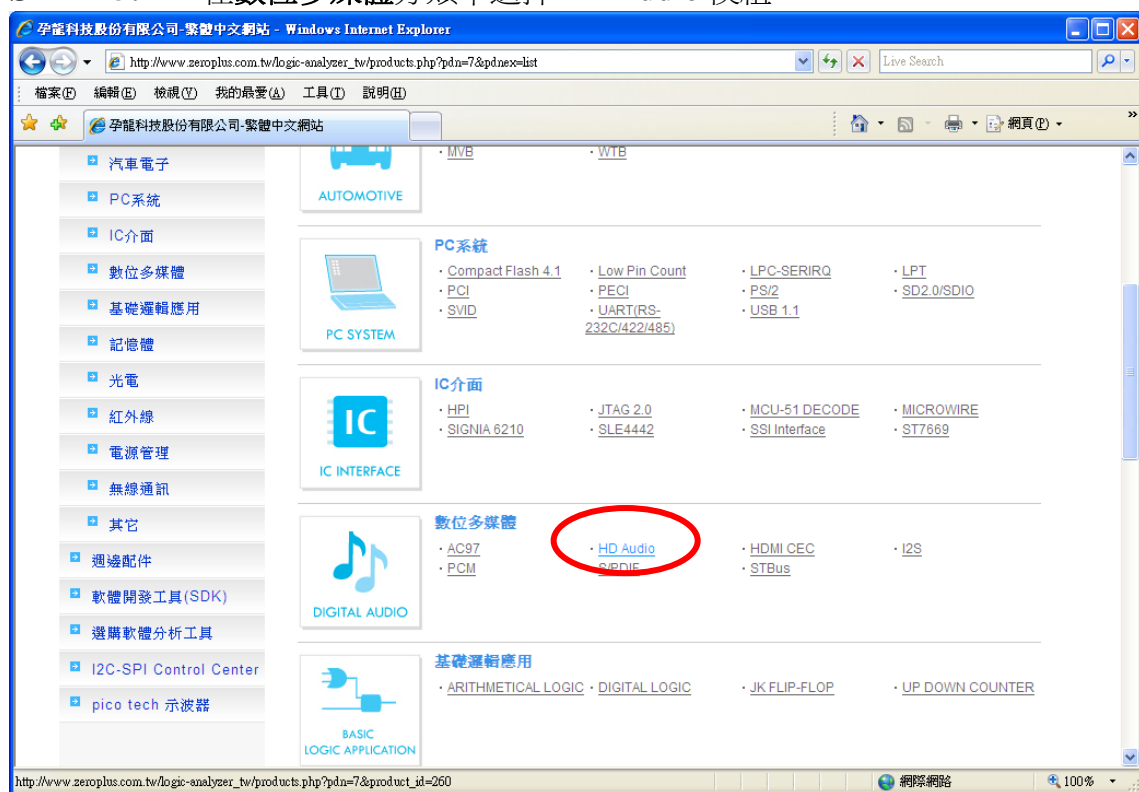 在數位多媒體分類中選擇
孕龍科技股份有限公司-繁體中文網站 - Windows Internet Explorer
http://www.zeroplus.com.tw/logic-analyzer_tw/products.php?pdn=7&pdnex=list
Live Search
檔案(F) 編輯(E) 檢視(V) 我的最愛(A) 工具(T) 說明(H)
孕龍科技股份有限公司-繁體中文網站
網頁(P)
汽車電子
PC系統
IC介面
數位多媒體
基礎邏輯應用
記憶體
光電
紅外線
電源管理
無線通訊
其它
週邊配件
軟體開發工具(SDK)
選購軟體分析工具
I2C-SPI Control Center
pico tech 示波器
AUTOMOTIVE
· MVB · WTB
PC SYSTEM
PC系統
· Compact Flash 4.1 · Low Pin Count · LPC-SERIRQ · LPT
· PCI · PECI · PS/2 · SD2.0/SDIO
· SVID · UART(RS- · USB 1.1
232C/422/485)
IC
IC INTERFACE
IC介面
· HPI · JTAG 2.0 · MCU-51 DECODE · MICROWIRE
· SIGNIA 6210 · SLE4442 · SSI Interface · ST7669
DIGITAL AUDIO
數位多媒體
· AC97 · HD Audio · HDMI CEC · I2S
· PCM · S/PDIF · STBus
BASIC
LOGIC APPLICATION
基礎邏輯應用
· ARITHMETICAL LOGIC · DIGITAL LOGIC · JK FLIP-FLOP · UP DOWN COUNTER
http://www.zeroplus.com.tw/logic-analyzer_tw/products.php?pdn=7&product_id=260
網際網路
100%